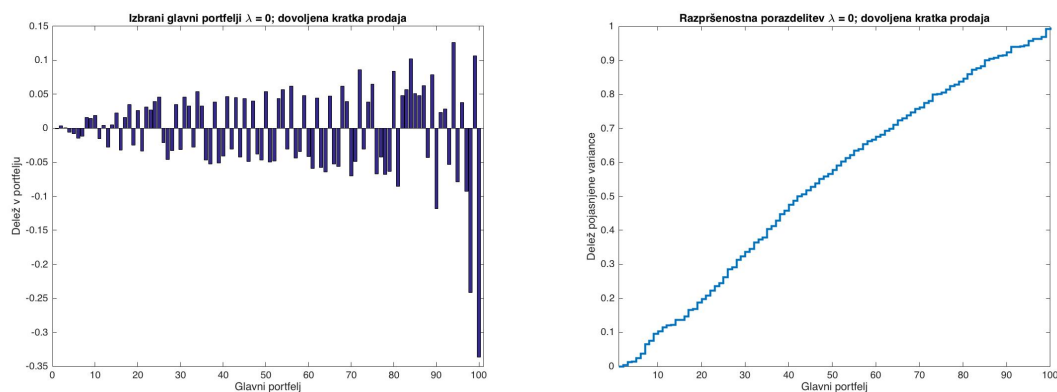 Izbrani glavni portfelji λ = 0; dovoljena kratka prodaja
0.15
0.1
0.05
0
-0.05
-0.1
-0.15
-0.2
-0.25
-0.3
-0.35
Delež v portfelju
0 10 20 30 40 50 60 70 80 90 100
Glavni portfelj
Razpršenostna porazdelitev λ = 0; dovoljena kratka prodaja
1
0.9
0.8
0.7
0.6
0.5
0.4
0.3
0.2
0.1
0
Delež pojasnjene variance
10 20 30 40 50 60 70 80 90 100
Glavni portfelj